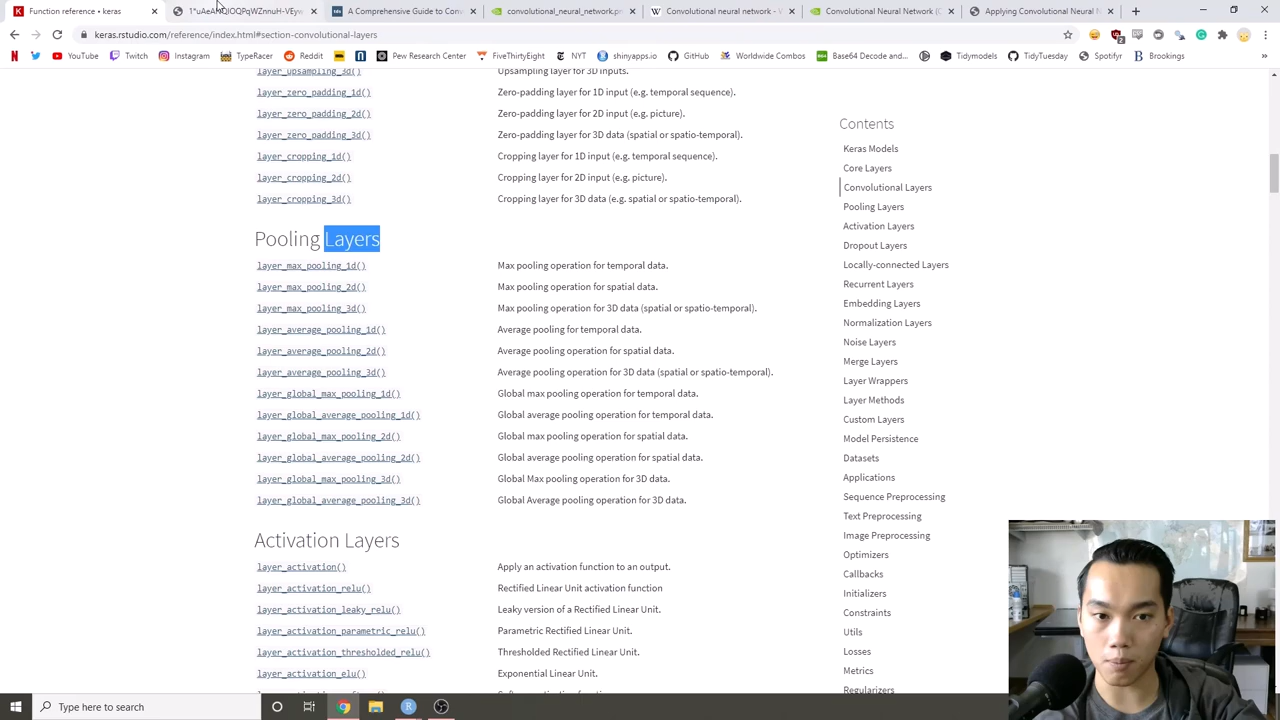 Function reference • keras
1*uAeANQIOQPqWZnnuH-VEyw
A Comprehensive Guide to Conv
convolutional_neural_network.pn
Convolutional neural network - W
Convolutional Neural Network (C
Applying Convolutional Neural N
keras.rstudio.com/reference/index.html#section-convolutional-layers
YouTube
Twitch
Instagram
TypeRacer
Reddit
Pew Research Center
FiveThirtyEight
NYT
shinyapps.io
GitHub
Worldwide Combos
Base64 Decode and...
Tidymodels
TidyTuesday
Spotyifr
Brookings
layer_upsampling_3d() Upsampling layer for 3D inputs.
layer_zero_padding_1d() Zero-padding layer for 1D input (e.g. temporal sequence).
layer_zero_padding_2d() Zero-padding layer for 2D input (e.g. picture).
layer_zero_padding_3d() Zero-padding layer for 3D data (spatial or spatio-temporal).
layer_cropping_1d() Cropping layer for 1D input (e.g. temporal sequence).
layer_cropping_2d() Cropping layer for 2D input (e.g. picture).
layer_cropping_3d() Cropping layer for 3D data (e.g. spatial or spatio-temporal).
Pooling Layers
layer_max_pooling_1d() Max pooling operation for temporal data.
layer_max_pooling_2d() Max pooling operation for spatial data.
layer_max_pooling_3d() Max pooling operation for 3D data (spatial or spatio-temporal).
layer_average_pooling_1d() Average pooling for temporal data.
layer_average_pooling_2d() Average pooling operation for spatial data.
layer_average_pooling_3d() Average pooling operation for 3D data (spatial or spatio-temporal).
layer_global_max_pooling_1d() Global max pooling operation for temporal data.
layer_global_average_pooling_1d() Global average pooling operation for temporal data.
layer_global_max_pooling_2d() Global max pooling operation for spatial data.
layer_global_average_pooling_2d() Global average pooling operation for spatial data.
layer_global_max_pooling_3d() Global Max pooling operation for 3D data.
layer_global_average_pooling_3d() Global Average pooling operation for 3D data.
Activation Layers
layer_activation() Apply an activation function to an output.
layer_activation_relu() Rectified Linear Unit activation function
layer_activation_leaky_relu() Leaky version of a Rectified Linear Unit.
layer_activation_parametric_relu() Parametric Rectified Linear Unit.
layer_activation_thresholded_relu() Thresholded Rectified Linear Unit.
layer_activation_elu() Exponential Linear Unit.
Contents
Keras Models
Core Layers
Convolutional Layers
Pooling Layers
Activation Layers
Dropout Layers
Locally-connected Layers
Recurrent Layers
Embedding Layers
Normalization Layers
Noise Layers
Merge Layers
Layer Wrappers
Layer Methods
Custom Layers
Model Persistence
Datasets
Applications
Sequence Preprocessing
Text Preprocessing
Image Preprocessing
Optimizers
Callbacks
Initializers
Constraints
Utils
Losses
Metrics
Regularizers
Type here to search